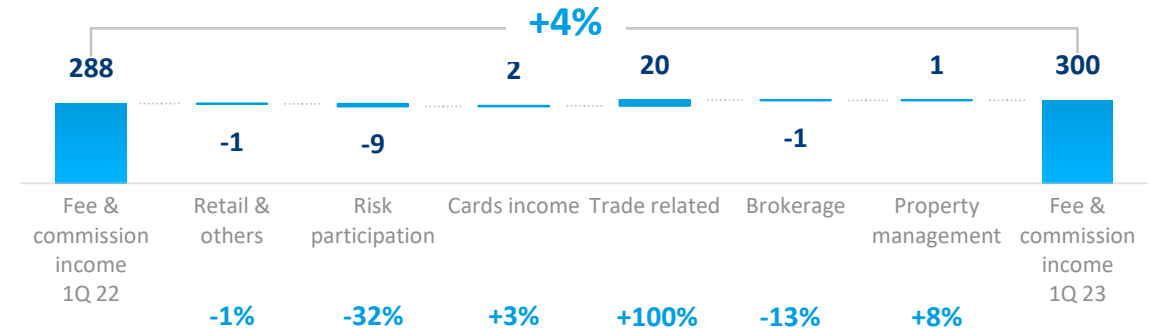 +4%
288
2
20
1
300
-1
-9
-1
Fee &
commission
income
1Q 22
Retail &
others
Risk
participation
Cards income
Trade related
Brokerage
Property
management
Fee &
commission
income
1Q 23
-1%
-32%
+3%
+100%
-13%
+8%